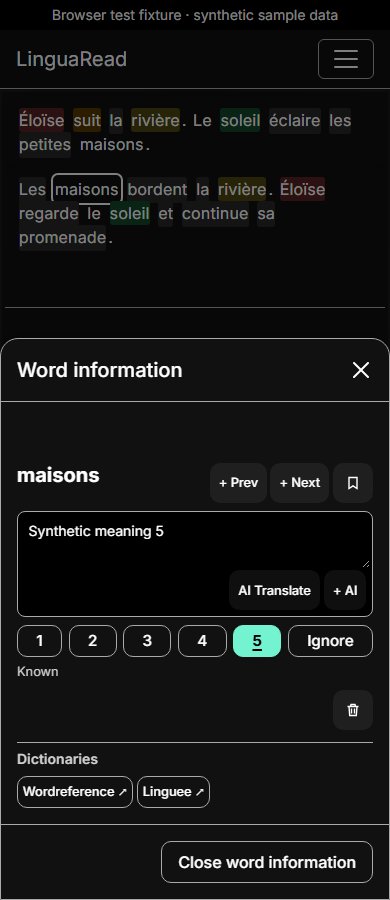 Browser test fixture · synthetic sample data
LinguaRead
Éloïse suit la rivière. Le soleil éclaire les
petites maisons.
Les maisons bordent la rivière. Éloïse
regarde le soleil et continue sa
promenade.
Word information
maisons
+ Prev
+ Next
Synthetic meaning 5
AI Translate
+ AI
1
2
3
4
5
Ignore
Known
Dictionaries
Wordreference ↗
Linguee ↗
Close word information